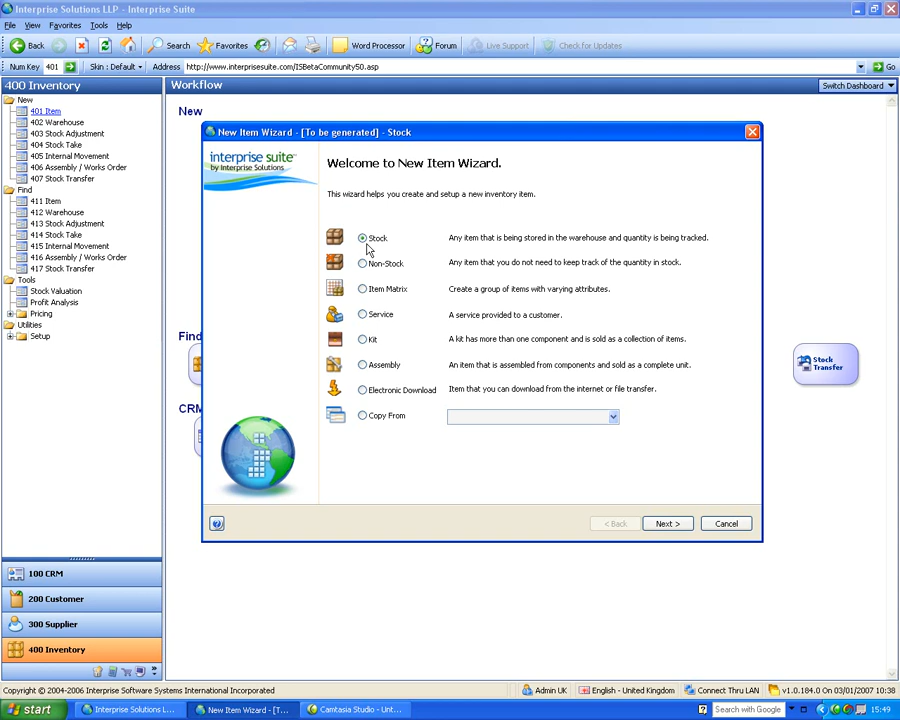 Interprise Solutions LLP - Interprise Suite
File View Favorites Tools Help
Back Search Favorites Word Processor Forum Live Support Check for Updates
Num Key 401 Skin : Default Address http://www.interprisesuite.com/ISBetaCommunity50.asp Go
400 Inventory
New
401 Item
402 Warehouse
403 Stock Adjustment
404 Stock Take
405 Internal Movement
406 Assembly / Works Order
407 Stock Transfer
Find
411 Item
412 Warehouse
413 Stock Adjustment
414 Stock Take
415 Internal Movement
416 Assembly / Works Order
417 Stock Transfer
Tools
Stock Valuation
Profit Analysis
Pricing
Utilities
Setup
100 CRM
200 Customer
300 Supplier
400 Inventory
Workflow Switch Dashboard
New
Find
CRM
Stock
Transfer
New Item Wizard - [To be generated] - Stock
interprise suite™
by Interprise Solutions
Welcome to New Item Wizard.
This wizard helps you create and setup a new inventory item.
Stock Any item that is being stored in the warehouse and quantity is being tracked.
Non-Stock Any item that you do not need to keep track of the quantity in stock.
Item Matrix Create a group of items with varying attributes.
Service A service provided to a customer.
Kit A kit has more than one component and is sold as a collection of items.
Assembly An item that is assembled from components and sold as a complete unit.
Electronic Download Item that you can download from the internet or file transfer.
Copy From
< Back Next > Cancel
Copyright © 2004-2006 Interprise Software Systems International Incorporated Admin UK English - United Kingdom Connect Thru LAN v1.0.184.0 On 03/01/2007 10:38
start Interprise Solutions L... New Item Wizard - [T... Camtasia Studio - Unt... Search with Google 15:49